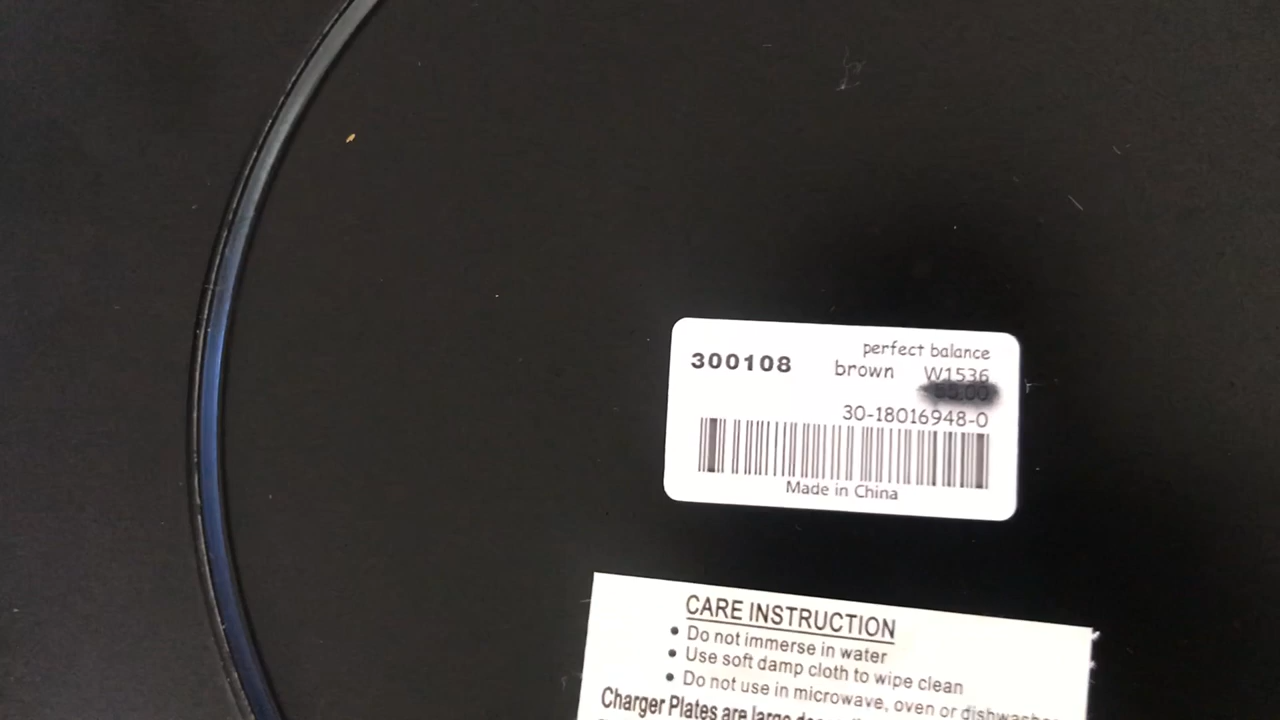 perfect balance
300108 brown W1536
30-18016948-0
Made in China
CARE INSTRUCTION
• Do not immerse in water
• Use soft damp cloth to wipe clean
• Do not use in microwave, oven or
Charger Plates are large